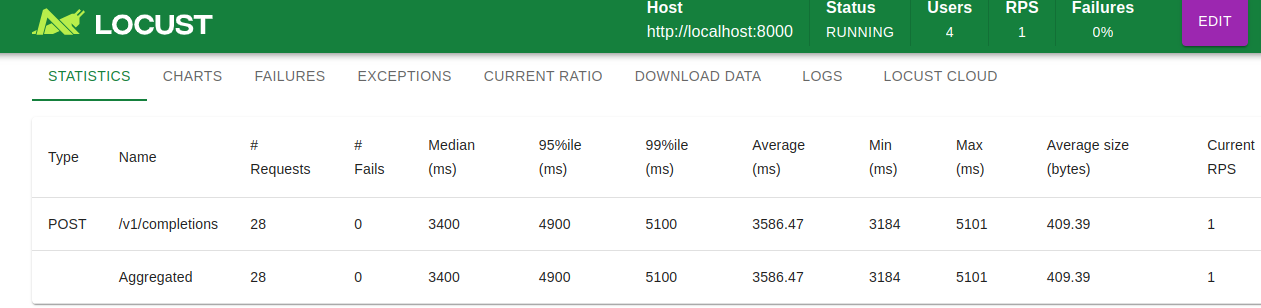 LOCUST
Host Status Users RPS Failures
http://localhost:8000 RUNNING 4 1 0%
EDIT
STATISTICS CHARTS FAILURES EXCEPTIONS CURRENT RATIO DOWNLOAD DATA LOGS LOCUST CLOUD
Type Name # Requests # Fails Median (ms) 95%ile (ms) 99%ile (ms) Average (ms) Min (ms) Max (ms) Average size (bytes) Current RPS
POST /v1/completions 28 0 3400 4900 5100 3586.47 3184 5101 409.39 1
Aggregated 28 0 3400 4900 5100 3586.47 3184 5101 409.39 1